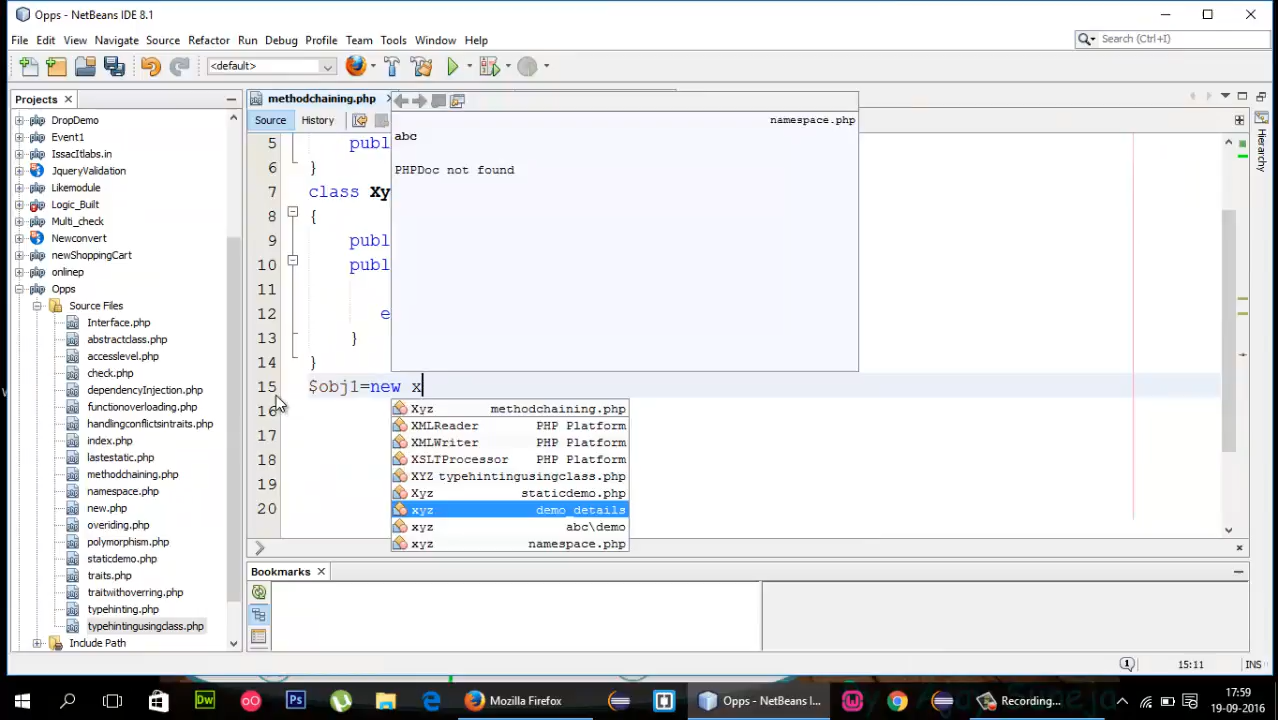 Opps - NetBeans IDE 8.1
File Edit View Navigate Source Refactor Run Debug Profile Team Tools Window Help
Search (Ctrl+I)
<default>
Projects
methodchaining.php
Source History
namespace.php
abc
PHPDoc not found
DropDemo
Event1
IssacItlabs.in
JqueryValidation
Likemodule
Logic_Built
Multi_check
Newconvert
newShoppingCart
onlinep
Opps
Source Files
Interface.php
abstractclass.php
accesslevel.php
check.php
dependencyInjection.php
functionoverloading.php
handlingconflictsintraits.php
index.php
lastestatic.php
methodchaining.php
namespace.php
new.php
overiding.php
polymorphism.php
staticdemo.php
traits.php
traitwithoverring.php
typehinting.php
typehintingusingclass.php
Include Path
5 publ
6 }
7 class Xy
8 {
9 publ
10 publ
11
12 e
13 }
14 }
15 $obj1=new x
16
17
18
19
20
Xyz methodchaining.php
XMLReader PHP Platform
XMLWriter PHP Platform
XSLTProcessor PHP Platform
XYZ typehintingusingclass.php
Xyz staticdemo.php
xyz demo_details
xyz abc\demo
xyz namespace.php
Hierarchy
Bookmarks
1
15:11 INS
Dw
Ps
Mozilla Firefox
Opps - NetBeans I...
Recording...
17:59
19-09-2016